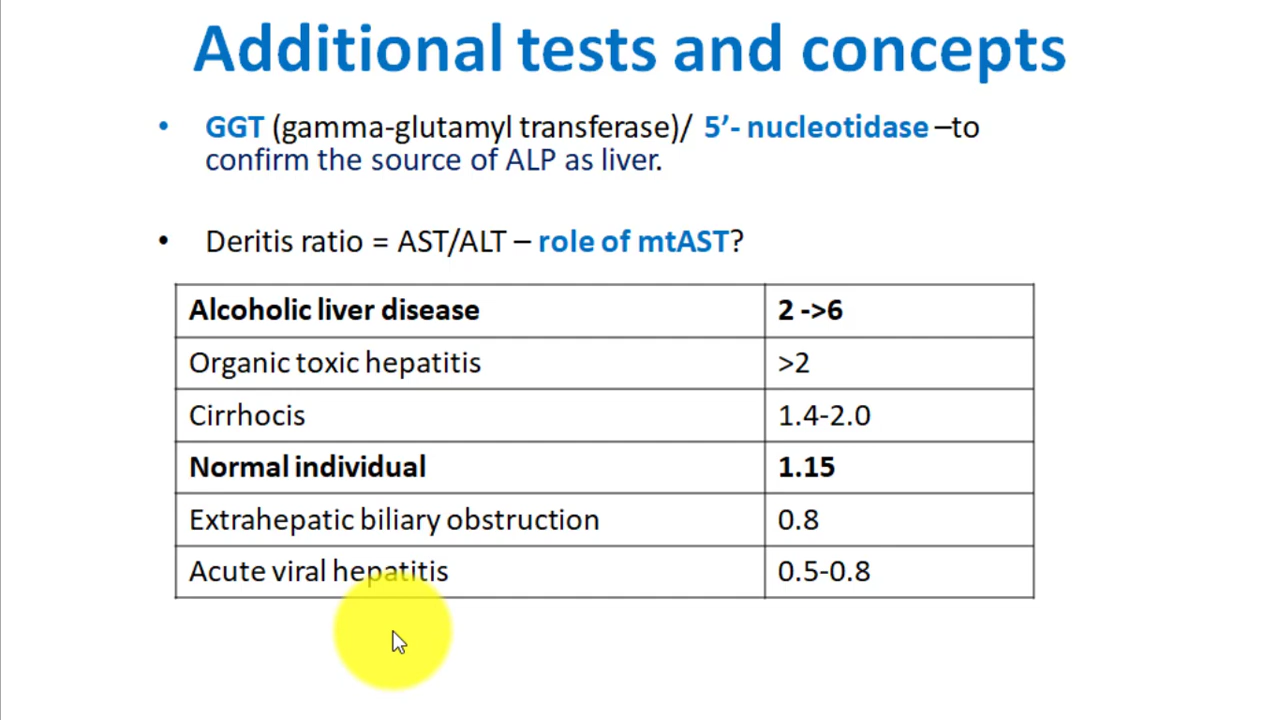 Additional tests and concepts
• GGT (gamma-glutamyl transferase)/ 5’- nucleotidase –to
confirm the source of ALP as liver.
• Deritis ratio = AST/ALT – role of mtAST?
Alcoholic liver disease 2 ->6
Organic toxic hepatitis >2
Cirrhocis 1.4-2.0
Normal individual 1.15
Extrahepatic biliary obstruction 0.8
Acute viral hepatitis 0.5-0.8